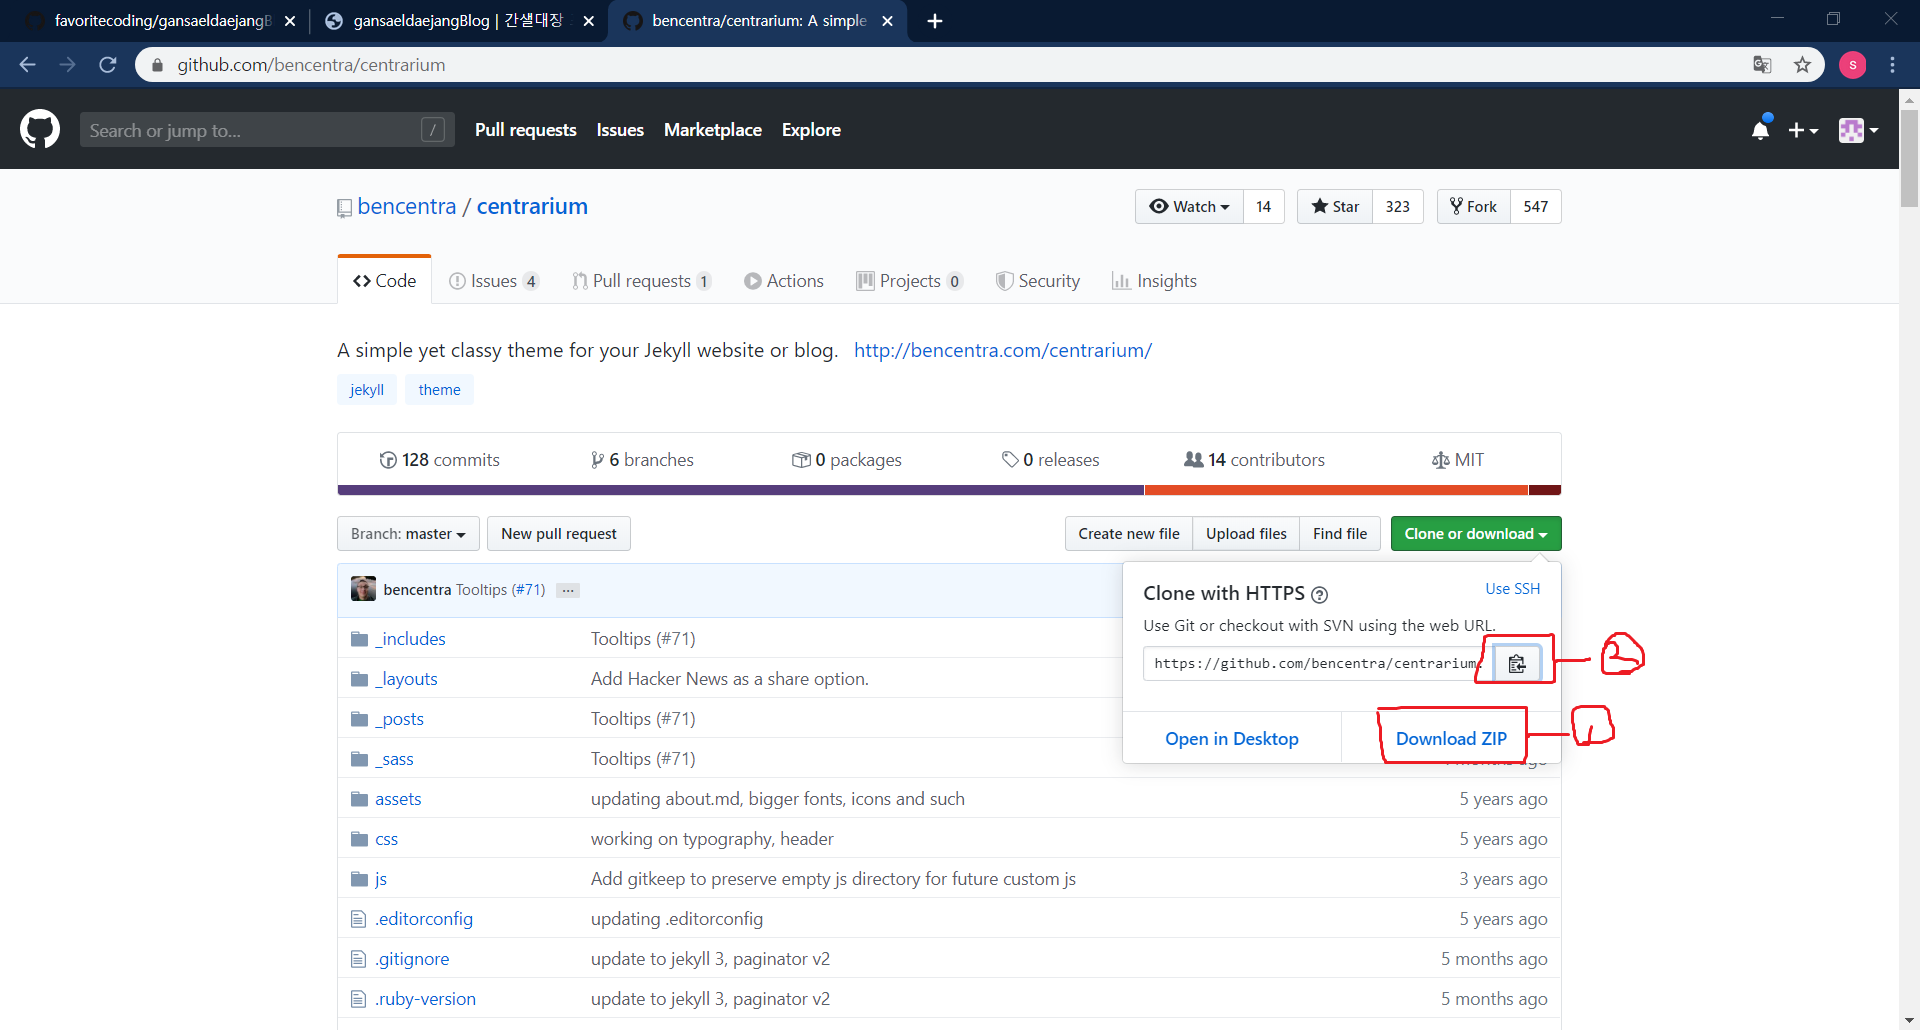 favoritecoding/gansaeldaejangB
gansaeldaejangBlog | 간샐대장
bencentra/centrarium: A simple
github.com/bencentra/centrarium
s
Search or jump to...
/
Pull requests
Issues
Marketplace
Explore
bencentra / centrarium
Watch 14
Star 323
Fork 547
Code
Issues 4
Pull requests 1
Actions
Projects 0
Security
Insights
A simple yet classy theme for your Jekyll website or blog. http://bencentra.com/centrarium/
jekyll theme
128 commits
6 branches
0 packages
0 releases
14 contributors
MIT
Branch: master
New pull request
Create new file
Upload files
Find file
Clone or download
bencentra Tooltips (#71) ...
Clone with HTTPS
Use SSH
Use Git or checkout with SVN using the web URL.
https://github.com/bencentra/centrarium.
2
Open in Desktop
Download ZIP
1
_includes Tooltips (#71)
_layouts Add Hacker News as a share option.
_posts Tooltips (#71)
_sass Tooltips (#71) months ago
assets updating about.md, bigger fonts, icons and such 5 years ago
css working on typography, header 5 years ago
js Add gitkeep to preserve empty js directory for future custom js 3 years ago
.editorconfig updating .editorconfig 5 years ago
.gitignore update to jekyll 3, paginator v2 5 months ago
.ruby-version update to jekyll 3, paginator v2 5 months ago